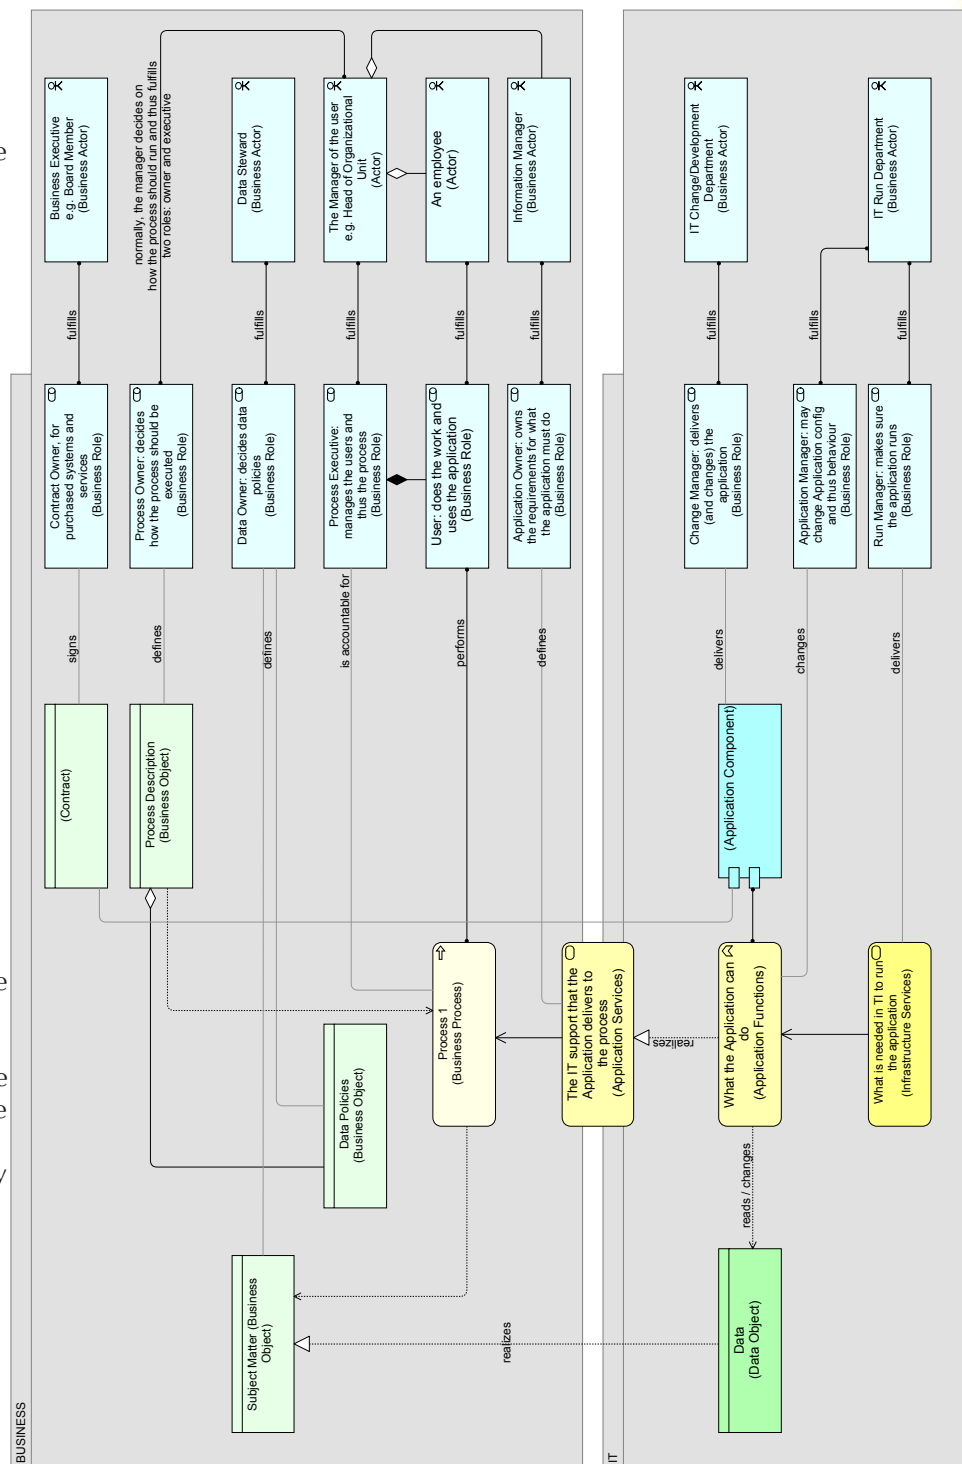 BUSINESS
Business Executive
e.g. Board Member
(Business Actor)
normally, the manager decides on
how the process should run and thus fulfills
two roles: owner and executive
Data Steward
(Business Actor)
The Manager of the user
e.g. Head of Organizational
Unit
(Actor)
An employee
(Actor)
Information Manager
(Business Actor)
IT Change/Development
Department
(Business Actor)
IT Run Department
(Business Actor)
fulfills
fulfills
fulfills
fulfills
fulfills
fulfills
fulfills
fulfills
Contract Owner, for
purchased systems and
services
(Business Role)
Process Owner: decides
how the process should be
executed
(Business Role)
Data Owner: decides data
policies
(Business Role)
Process Executive:
manages the users and
thus the process
(Business Role)
User: does the work and
uses the application
(Business Role)
Application Owner: owns
the requirements for what
the application must do
(Business Role)
Change Manager: delivers
(and changes) the
application
(Business Role)
Application Manager: may
change Application config
and thus behaviour
(Business Role)
Run Manager: makes sure
the application runs
(Business Role)
signs
defines
defines
is accountable for
performs
defines
delivers
changes
delivers
(Contract)
Process Description
(Business Object)
(Application Component)
Process 1
(Business Process)
The IT support that the
Application delivers to
the process
(Application Services)
realizes
What the Application can
do
(Application Functions)
What is needed in TI to run
the application
(Infrastructure Services)
Data Policies
(Business Object)
reads / changes
Subject Matter (Business
Object)
realizes
Data
(Data Object)
IT